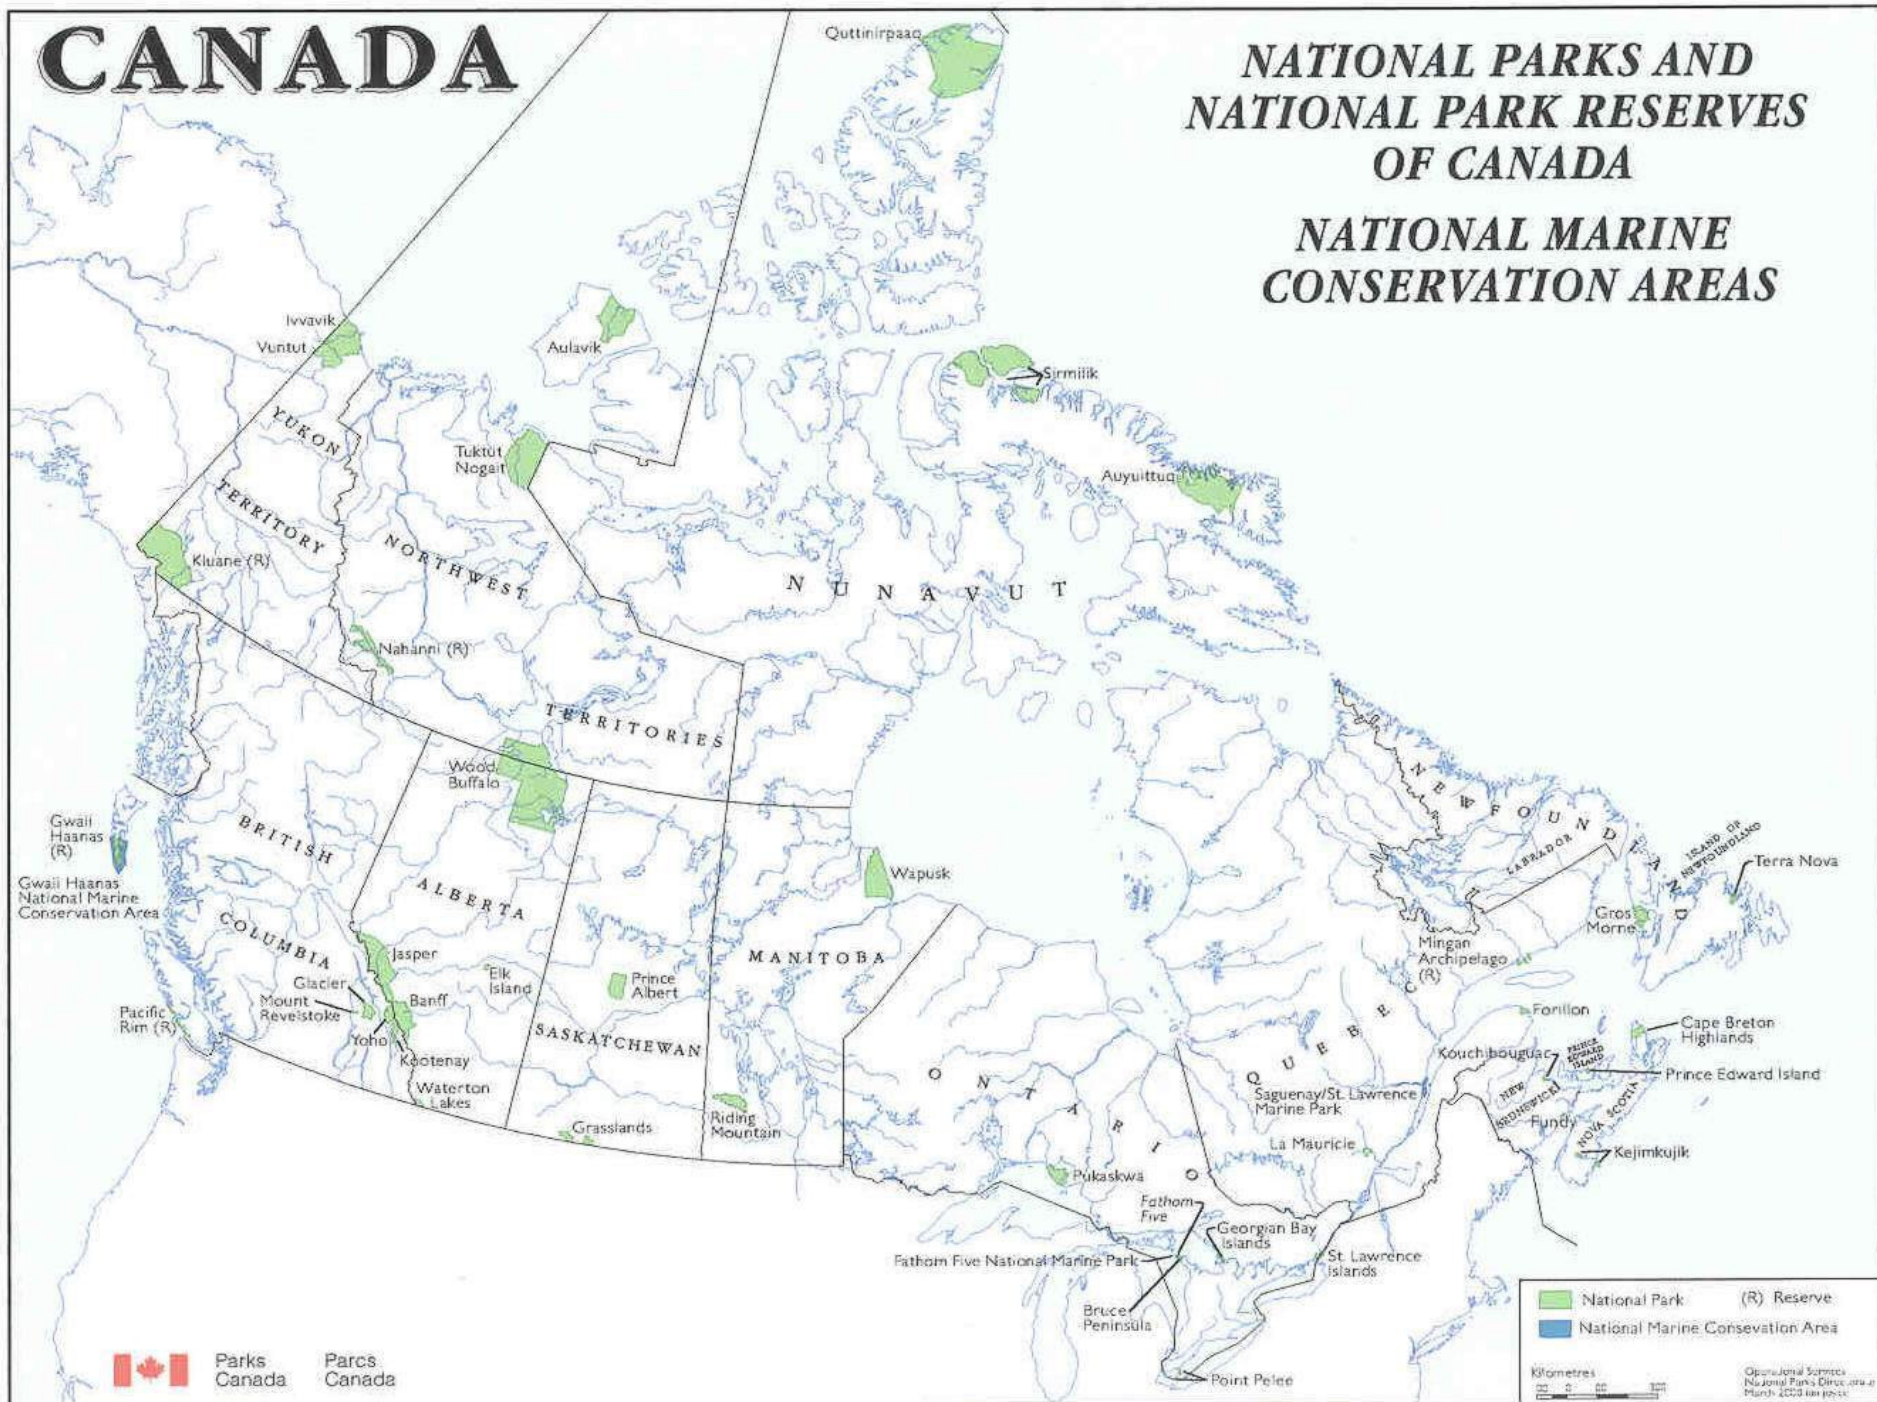 CANADA
NATIONAL PARKS AND
NATIONAL PARK RESERVES
OF CANADA
NATIONAL MARINE
CONSERVATION AREAS
Quttinirpaaq
Ivvavik
Vuntut
Aulavik
Sirmilik
YUKON
TERRITORY
Tuktut
Nogait
Auyuittuq
Kluane (R)
NORTHWEST
TERRITORIES
NUNAVUT
Nahanni (R)
Wood
Buffalo
Gwaii
Haanas
(R)
Gwaii Haanas
National Marine
Conservation Area
BRITISH
COLUMBIA
ALBERTA
Wapusk
MANITOBA
NEWFOUNDLAND
LABRADOR
ISLAND OF
NEWFOUNDLAND
Terra Nova
Gros
Morne
Mingan
Archipelago
(R)
Jasper
Elk
Island
Prince
Albert
Glacier
Mount
Revelstoke
Banff
Pacific
Rim (R)
Yoho
Kootenay
SASKATCHEWAN
Waterton
Lakes
Grasslands
Riding
Mountain
ONTARIO
QUEBEC
Forillon
Cape Breton
Highlands
Kouchibouguac
PRINCE
EDWARD
ISLAND
Prince Edward Island
Saguenay/St. Lawrence
Marine Park
NEW
Fundy
NOVA SCOTIA
La Mauricie
Kejimkujik
Pukaskwa
Fathom
Five
Georgian Bay
Islands
Fathom Five National Marine Park
St. Lawrence
Islands
Bruce
Peninsula
Point Pelee
National Park (R) Reserve
National Marine Consevation Area
Kilometres
Parks Parcs
Canada Canada